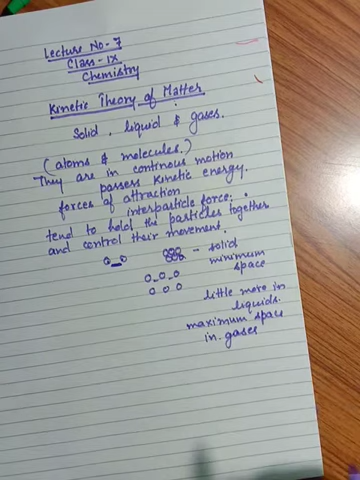 Lecture No-7
Class-IX
Chemistry
Kinetic Theory of Matter
Solid, liquid & gases.
(atoms & molecules.)
They are in continous motion
possess kinetic energy.
forces of attraction
interparticle force:
tend to hold the particles together
and control their movement.
- solid
minimum
space
little more in
liquids.
maximum space
in gases